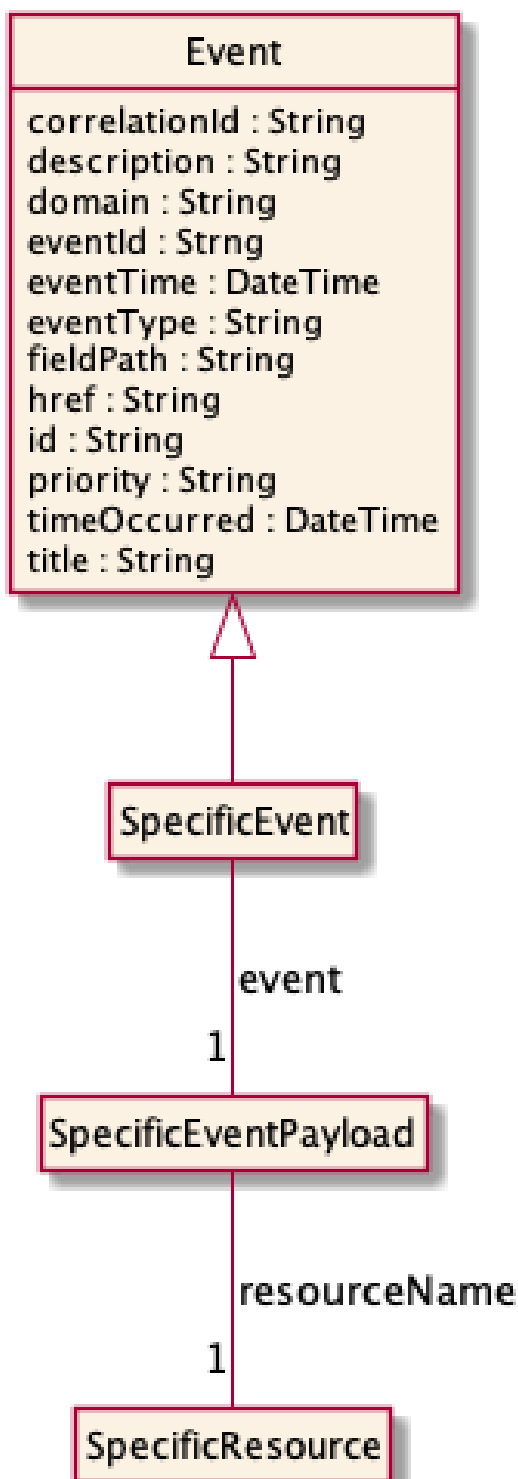 Event
correlationId : String
description : String
domain : String
eventId : Strng
eventTime : DateTime
eventType : String
fieldPath : String
href : String
id : String
priority : String
timeOccurred : DateTime
title : String
SpecificEvent
event
1
SpecificEventPayload
resourceName
1
SpecificResource